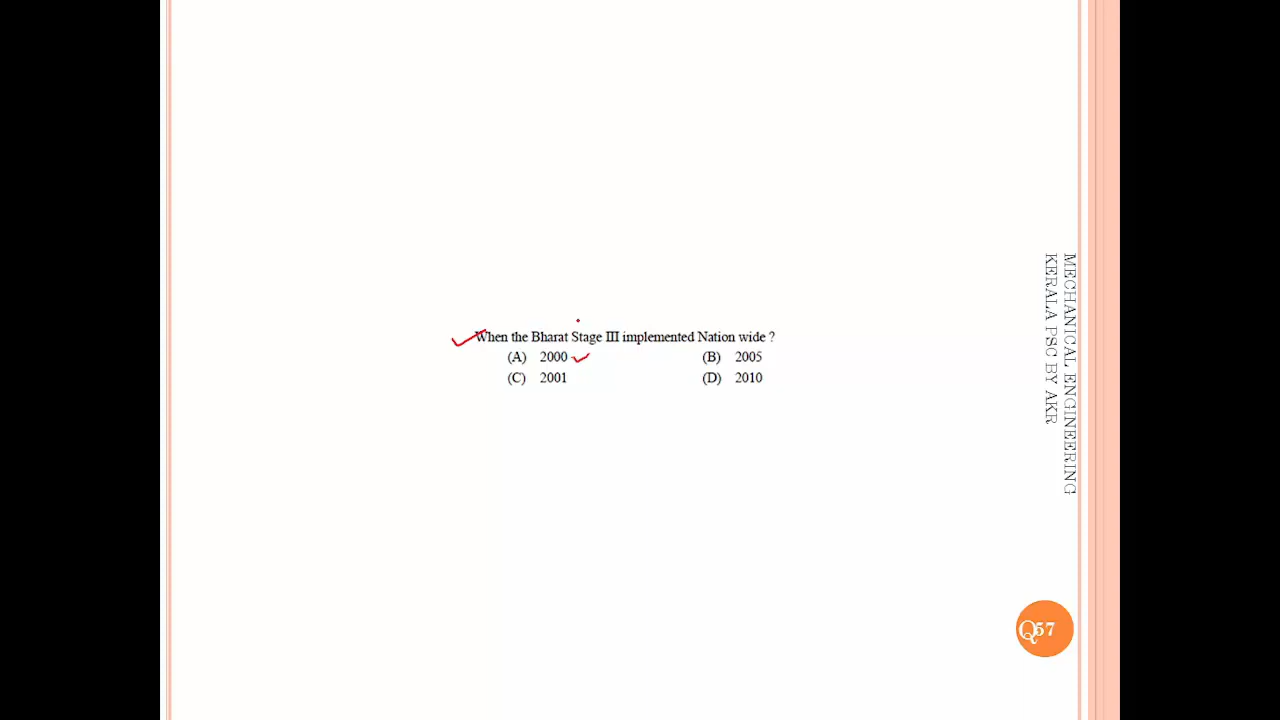 When the Bharat Stage III implemented Nation wide ?
(A) 2000 (B) 2005
(C) 2001 (D) 2010
MECHANICAL ENGINEERING
KERALA PSC BY AKR
Q57